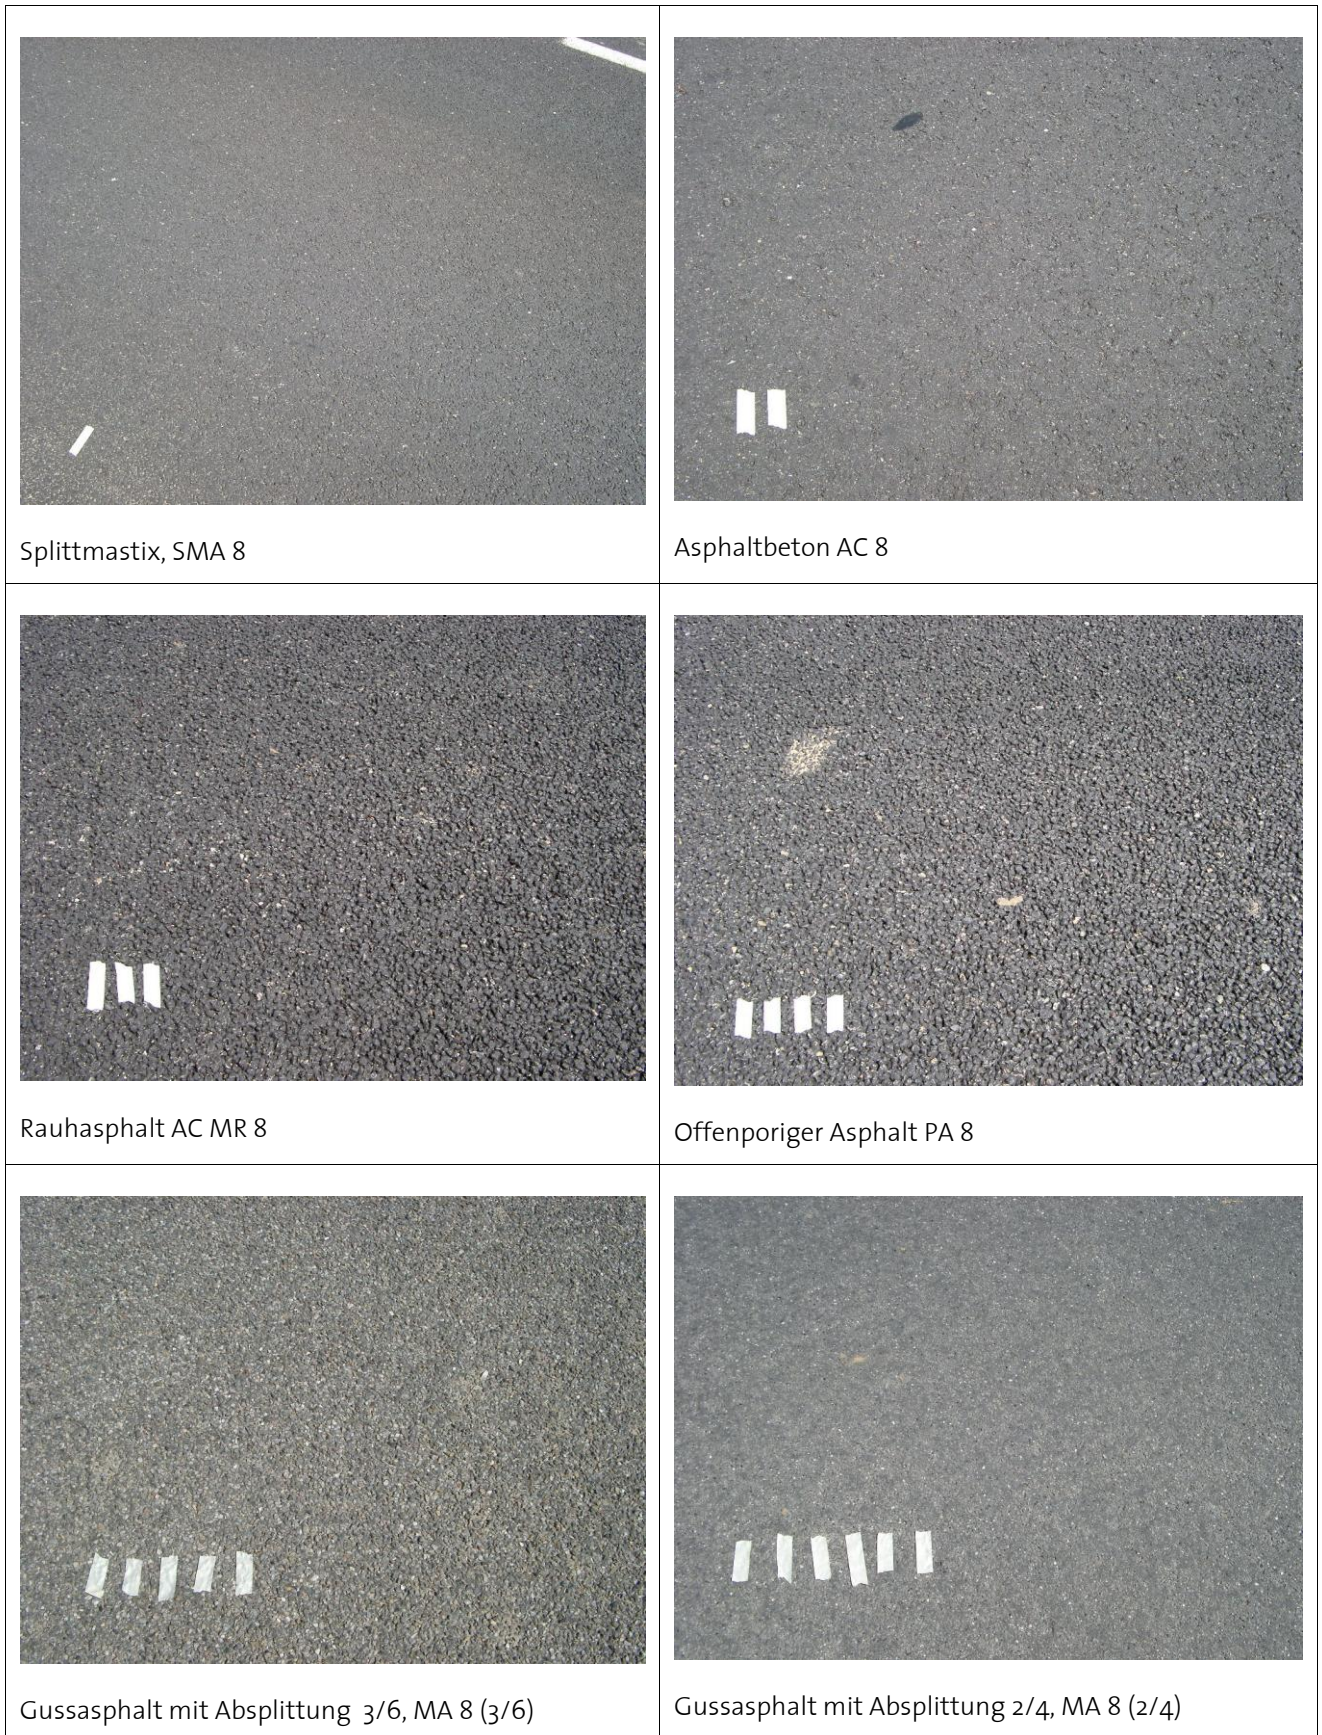 Splittmastix, SMA 8
Asphaltbeton AC 8
Rauhasphalt AC MR 8
Offenporiger Asphalt PA 8
Gussasphalt mit Absplittung 3/6, MA 8 (3/6)
Gussasphalt mit Absplittung 2/4, MA 8 (2/4)